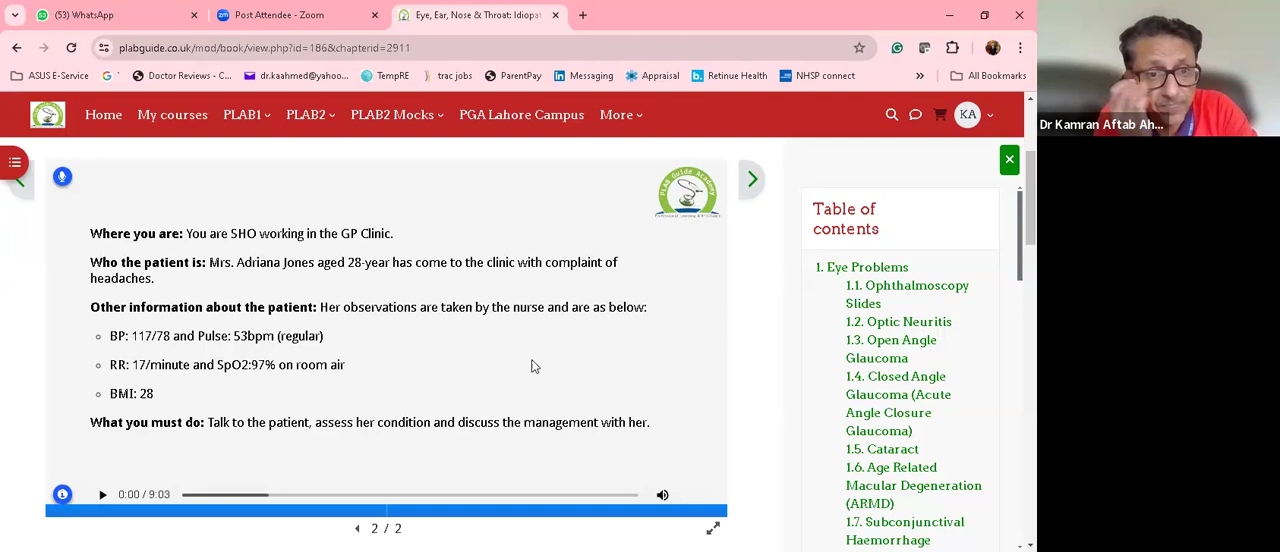 (53) WhatsApp
Post Attendee - Zoom
Eye, Ear, Nose & Throat: Idiopat
plabguide.co.uk/mod/book/view.php?id=186&chapterid=2911
ASUS E-Service
Doctor Reviews - C...
dr.kaahmed@yahoo...
TempRE
trac jobs
ParentPay
Messaging
Appraisal
Retinue Health
NHSP connect
All Bookmarks
Home
My courses
PLAB1
PLAB2
PLAB2 Mocks
PGA Lahore Campus
More
KA
Dr Kamran Aftab Ah...
PLAB Guide Academy
Where you are: You are SHO working in the GP Clinic.
Who the patient is: Mrs. Adriana Jones aged 28-year has come to the clinic with complaint of
headaches.
Other information about the patient: Her observations are taken by the nurse and are as below:
BP: 117/78 and Pulse: 53bpm (regular)
RR: 17/minute and SpO2:97% on room air
BMI: 28
What you must do: Talk to the patient, assess her condition and discuss the management with her.
0:00 / 9:03
2 / 2
Table of
contents
1. Eye Problems
1.1. Ophthalmoscopy
Slides
1.2. Optic Neuritis
1.3. Open Angle
Glaucoma
1.4. Closed Angle
Glaucoma (Acute
Angle Closure
Glaucoma)
1.5. Cataract
1.6. Age Related
Macular Degeneration
(ARMD)
1.7. Subconjunctival
Haemorrhage